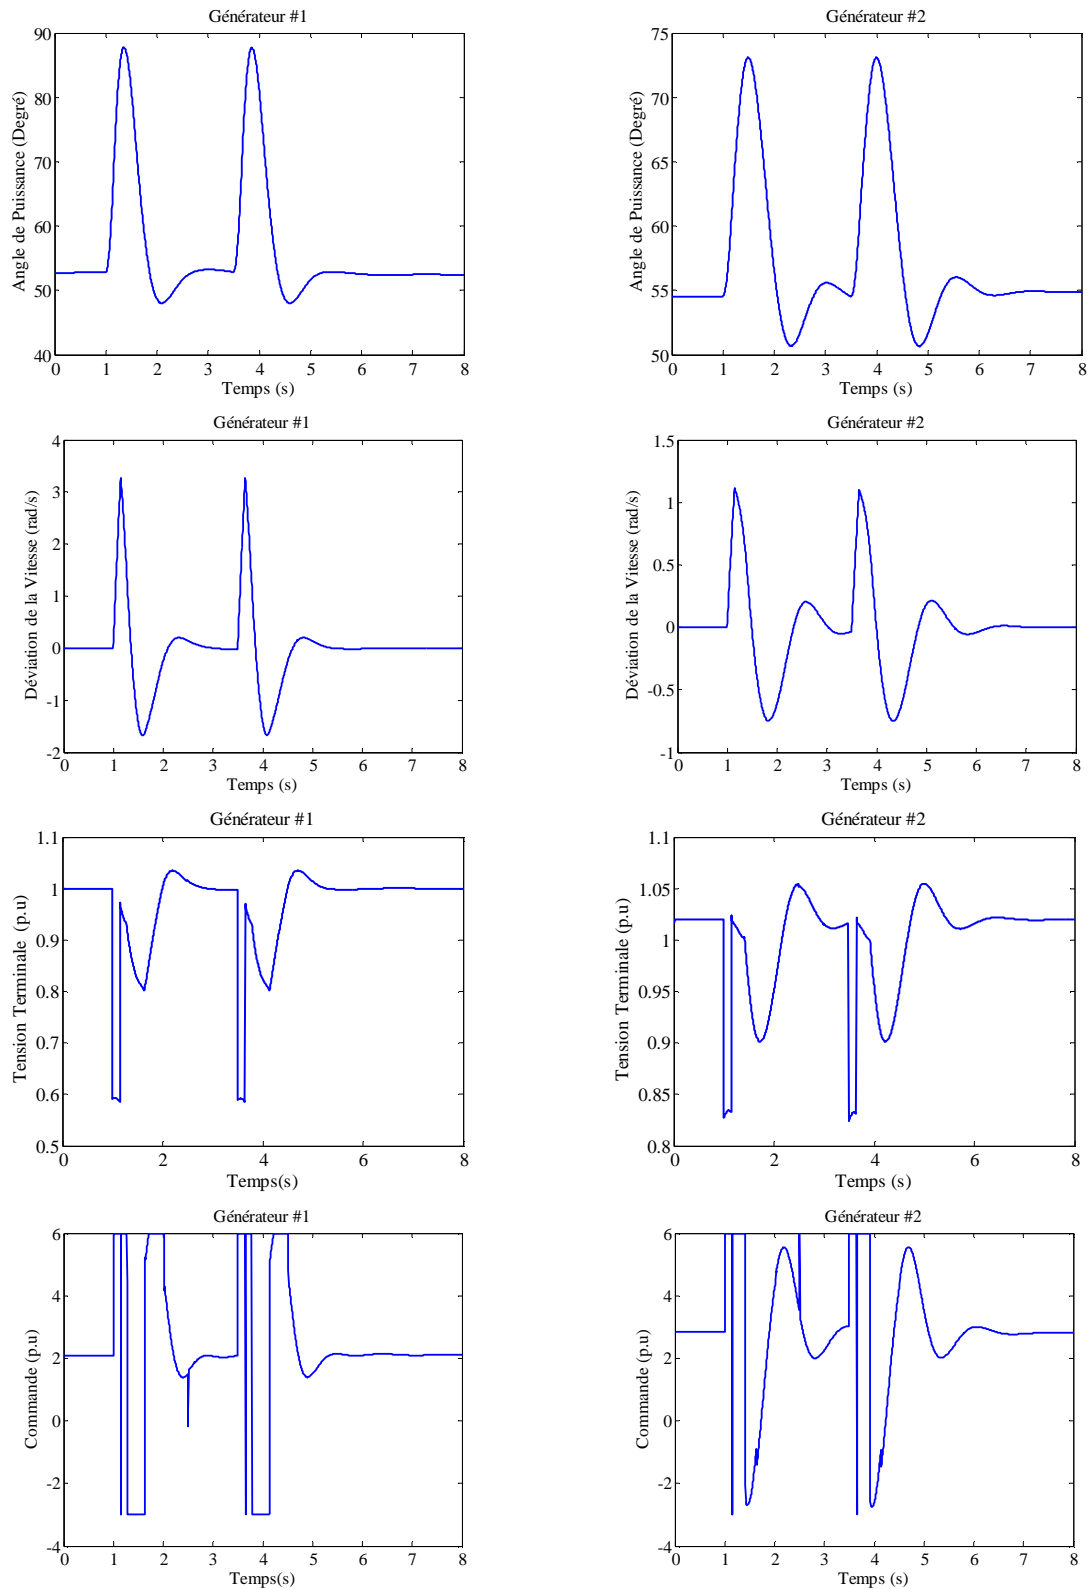 Générateur #1
90
80
70
60
50
40
0 1 2 3 4 5 6 7 8
Angle de Puissance (Degré)
Temps (s)
Générateur #2
75
70
65
60
55
50
0 1 2 3 4 5 6 7 8
Angle de Puissance (Degré)
Temps (s)
Générateur #1
4
3
2
1
0
-1
-2
0 1 2 3 4 5 6 7 8
Déviation de la Vitesse (rad/s)
Temps (s)
Générateur #2
1.5
1
0.5
0
-0.5
-1
0 1 2 3 4 5 6 7 8
Déviation de la Vitesse (rad/s)
Temps (s)
Générateur #1
1.1
1
0.9
0.8
0.7
0.6
0.5
0 2 4 6 8
Tension Terminale (p.u)
Temps(s)
Générateur #2
1.1
1.05
1
0.95
0.9
0.85
0.8
0 2 4 6 8
Tension Terminale (p.u)
Temps (s)
Générateur #1
6
4
2
0
-2
-4
0 1 2 3 4 5 6 7 8
Commande (p.u)
Temps(s)
Générateur #2
6
4
2
0
-2
-4
0 1 2 3 4 5 6 7 8
Commande (p.u)
Temps (s)